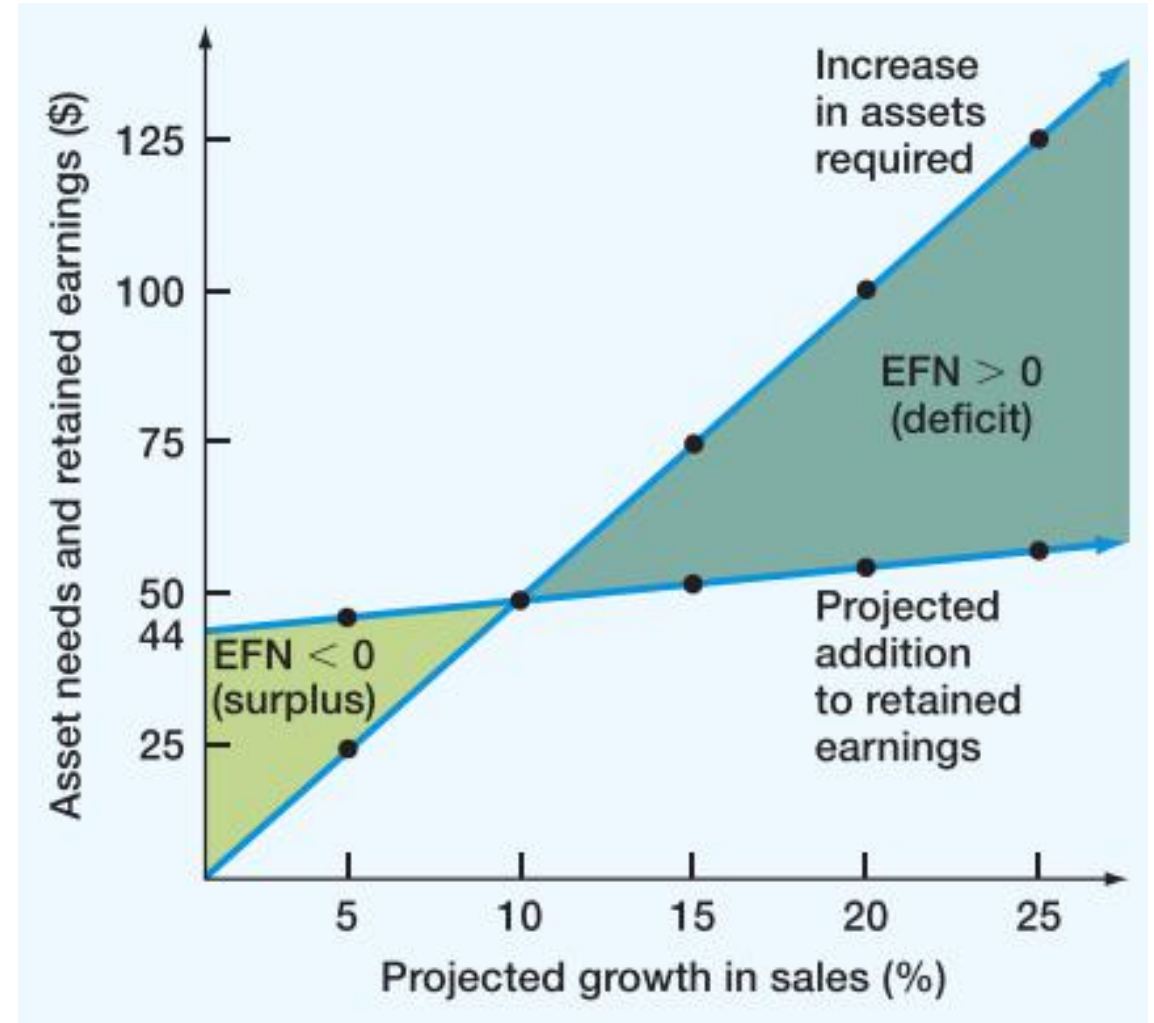 Asset needs and retained earnings ($)
125
100
75
50
44
25
Increase
in assets
required
EFN > 0
(deficit)
EFN < 0
(surplus)
Projected
addition
to retained
earnings
5 10 15 20 25
Projected growth in sales (%)